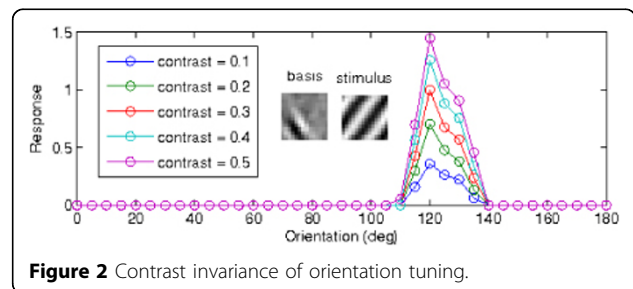 1.5
1
0.5
0
Response
contrast = 0.1
contrast = 0.2
contrast = 0.3
contrast = 0.4
contrast = 0.5
basis stimulus
0 20 40 60 80 100 120 140 160 180
Orientation (deg)
Figure 2 Contrast invariance of orientation tuning.